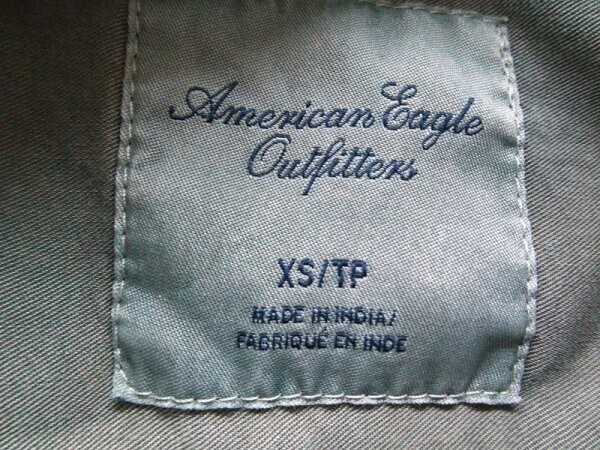 American Eagle
Outfitters
XS/TP
MADE IN INDIA/
FABRIQUÉ EN INDE